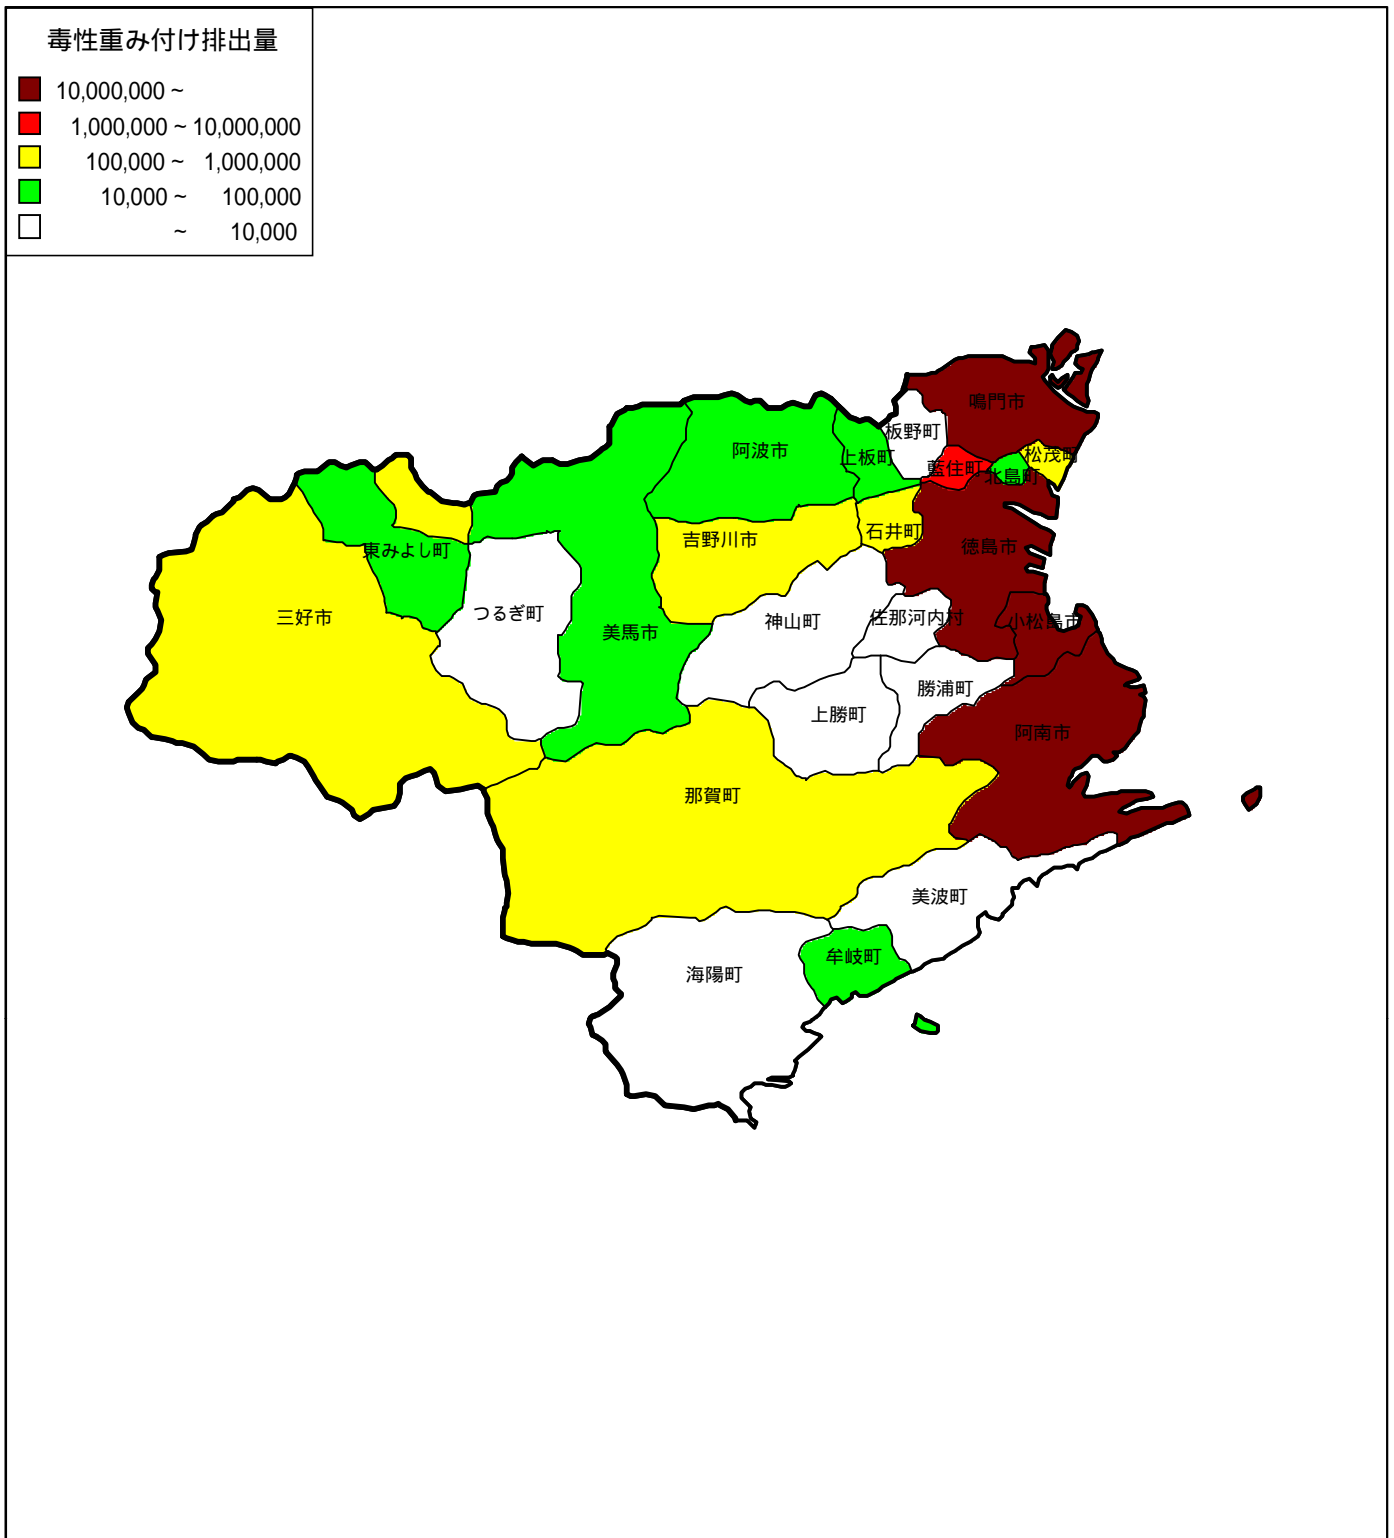 毒性重み付け排出量
10,000,000 ~
1,000,000 ~ 10,000,000
100,000 ~ 1,000,000
10,000 ~ 100,000
~ 10,000
鳴門市
板野町
阿波市
上板町
松茂町
藍住町
北島町
石井町
吉野川市
徳島市
東みよし町
つるぎ町
三好市
神山町
佐那河内村
小松島市
美馬市
勝浦町
上勝町
阿南市
那賀町
美波町
牟岐町
海陽町